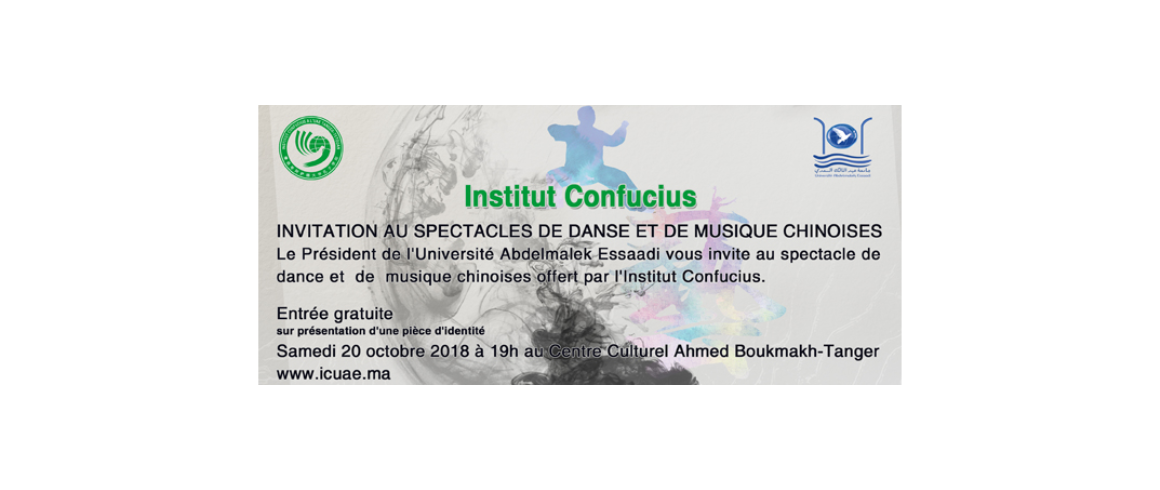 Institut Confucius
INVITATION AU SPECTACLES DE DANSE ET DE MUSIQUE CHINOISES
Le Président de l'Université Abdelmalek Essaadi vous invite au spectacle de
dance et de musique chinoises offert par l'Institut Confucius.
Entrée gratuite
sur présentation d'une pièce d'identité
Samedi 20 octobre 2018 à 19h au Centre Culturel Ahmed Boukmakh-Tanger
www.icuae.ma